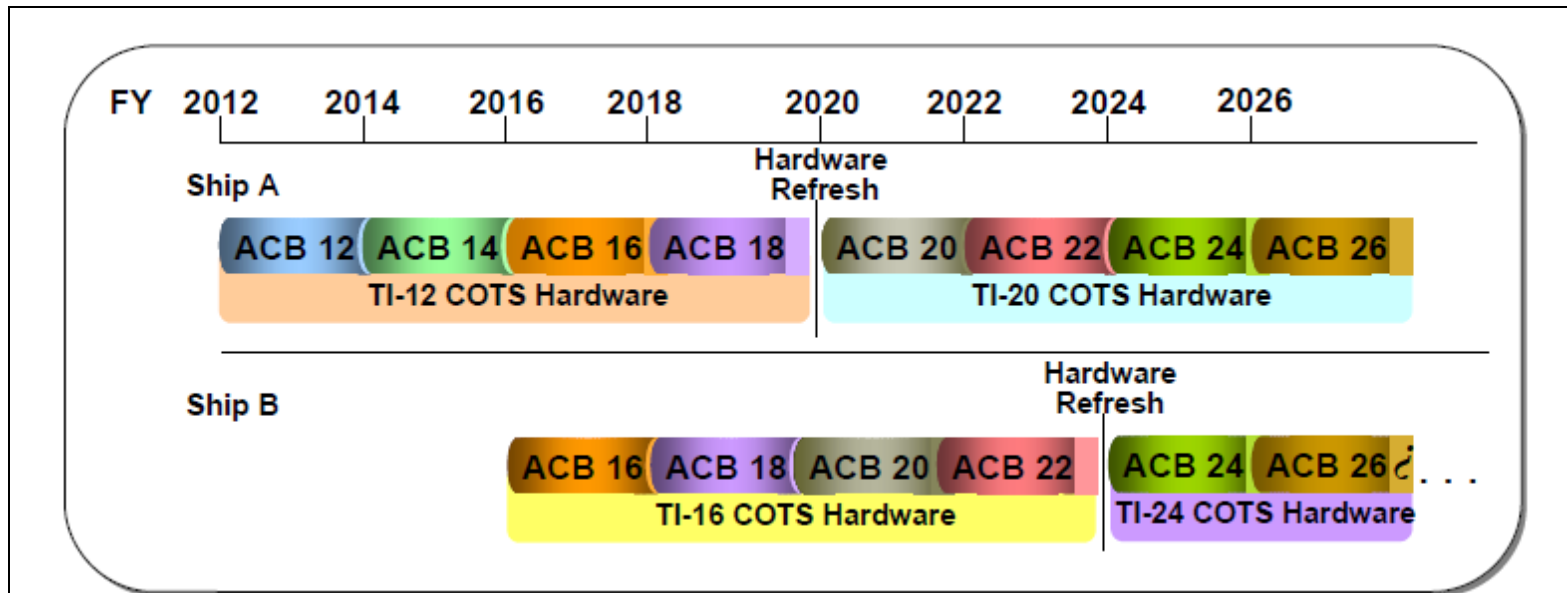 FY 2012 2014 2016 2018 2020 2022 2024 2026
Hardware
Refresh
Ship A
ACB 12 ACB 14 ACB 16 ACB 18 ACB 20 ACB 22 ACB 24 ACB 26
TI-12 COTS Hardware TI-20 COTS Hardware
Hardware
Refresh
Ship B
ACB 16 ACB 18 ACB 20 ACB 22 ACB 24 ACB 26 ¿ . . .
TI-16 COTS Hardware TI-24 COTS Hardware